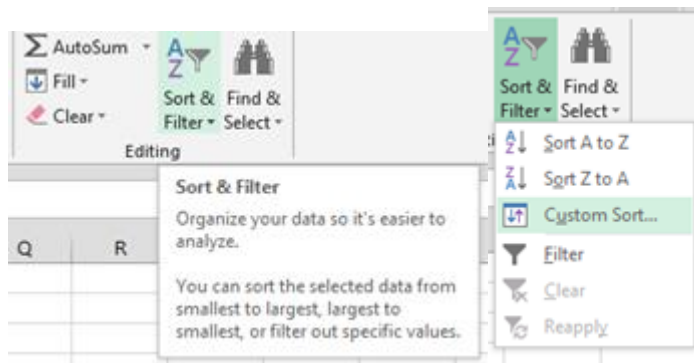 AutoSum
Fill
Clear
Sort &
Filter
Find &
Select
Editing
Sort & Filter
Organize your data so it's easier to
analyze.
You can sort the selected data from
smallest to largest, largest to
smallest, or filter out specific values.
Q R
Sort &
Filter
Find &
Select
Sort A to Z
Sort Z to A
Custom Sort...
Filter
Clear
Reapply